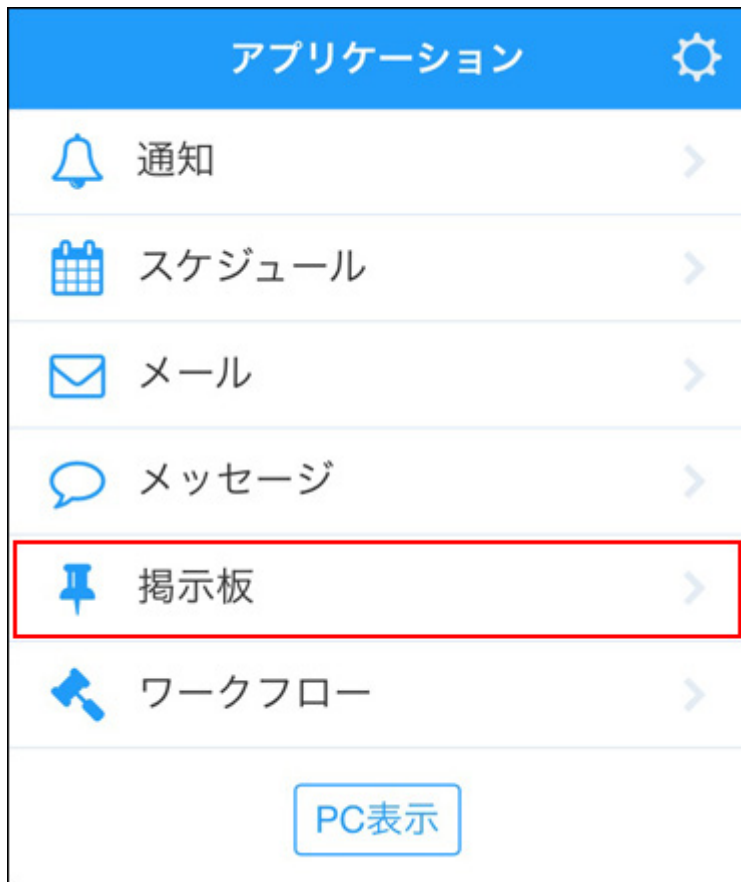 アプリケーション
通知
スケジュール
メール
メッセージ
掲示板
ワークフロー
PC表示